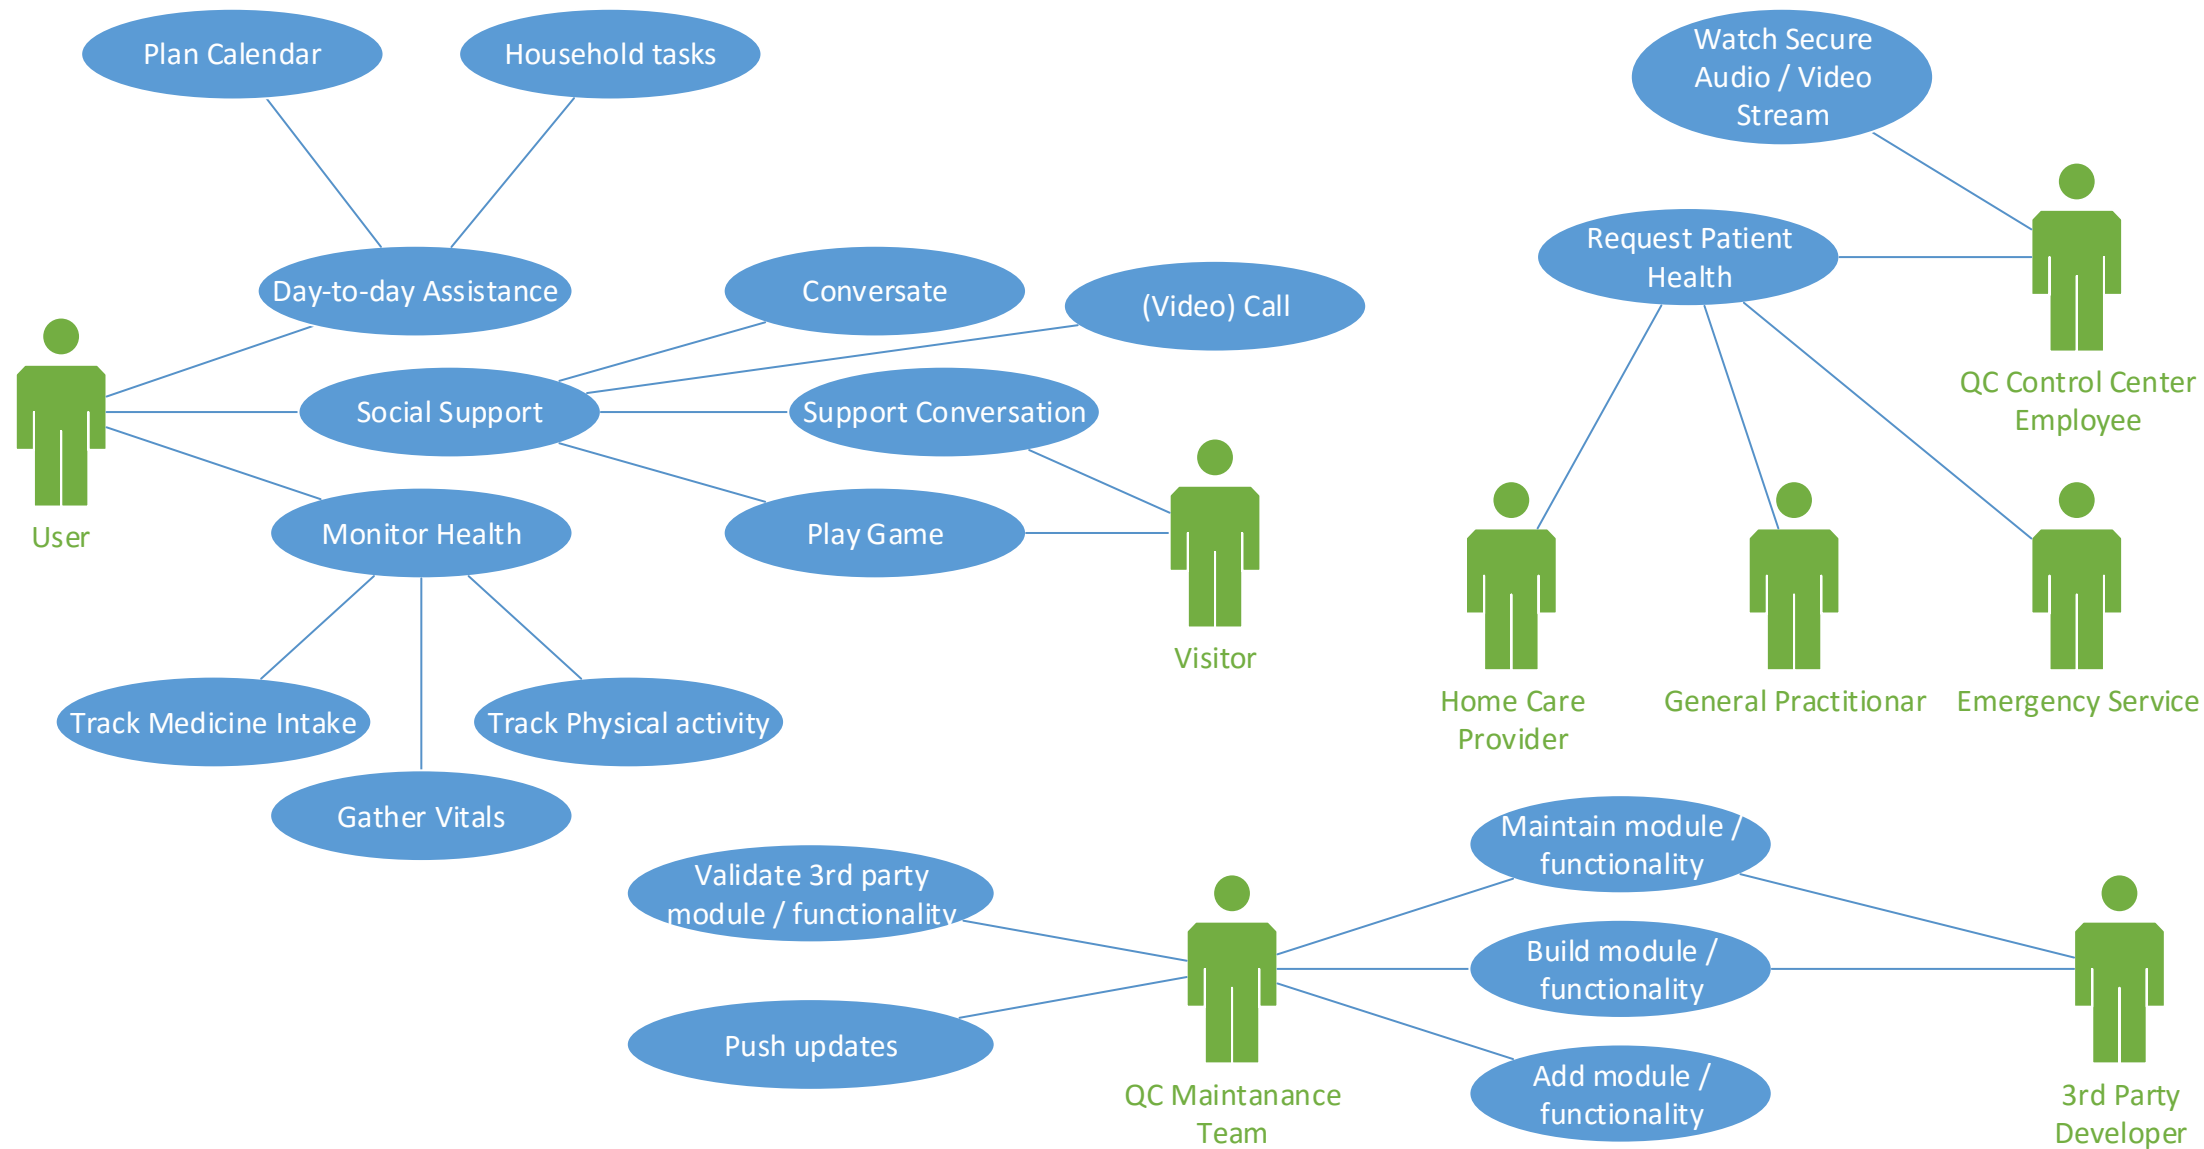 Plan Calendar
Household tasks
Watch Secure
Audio / Video
Stream
Request Patient
Health
Day-to-day Assistance
Conversate
(Video) Call
QC Control Center
Employee
Social Support
Support Conversation
User
Monitor Health
Play Game
Visitor
Home Care
Provider
General Practitionar
Emergency Service
Track Medicine Intake
Track Physical activity
Gather Vitals
Maintain module /
functionality
Validate 3rd party
module / functionality
Build module /
functionality
Push updates
Add module /
functionality
QC Maintanance
Team
3rd Party
Developer